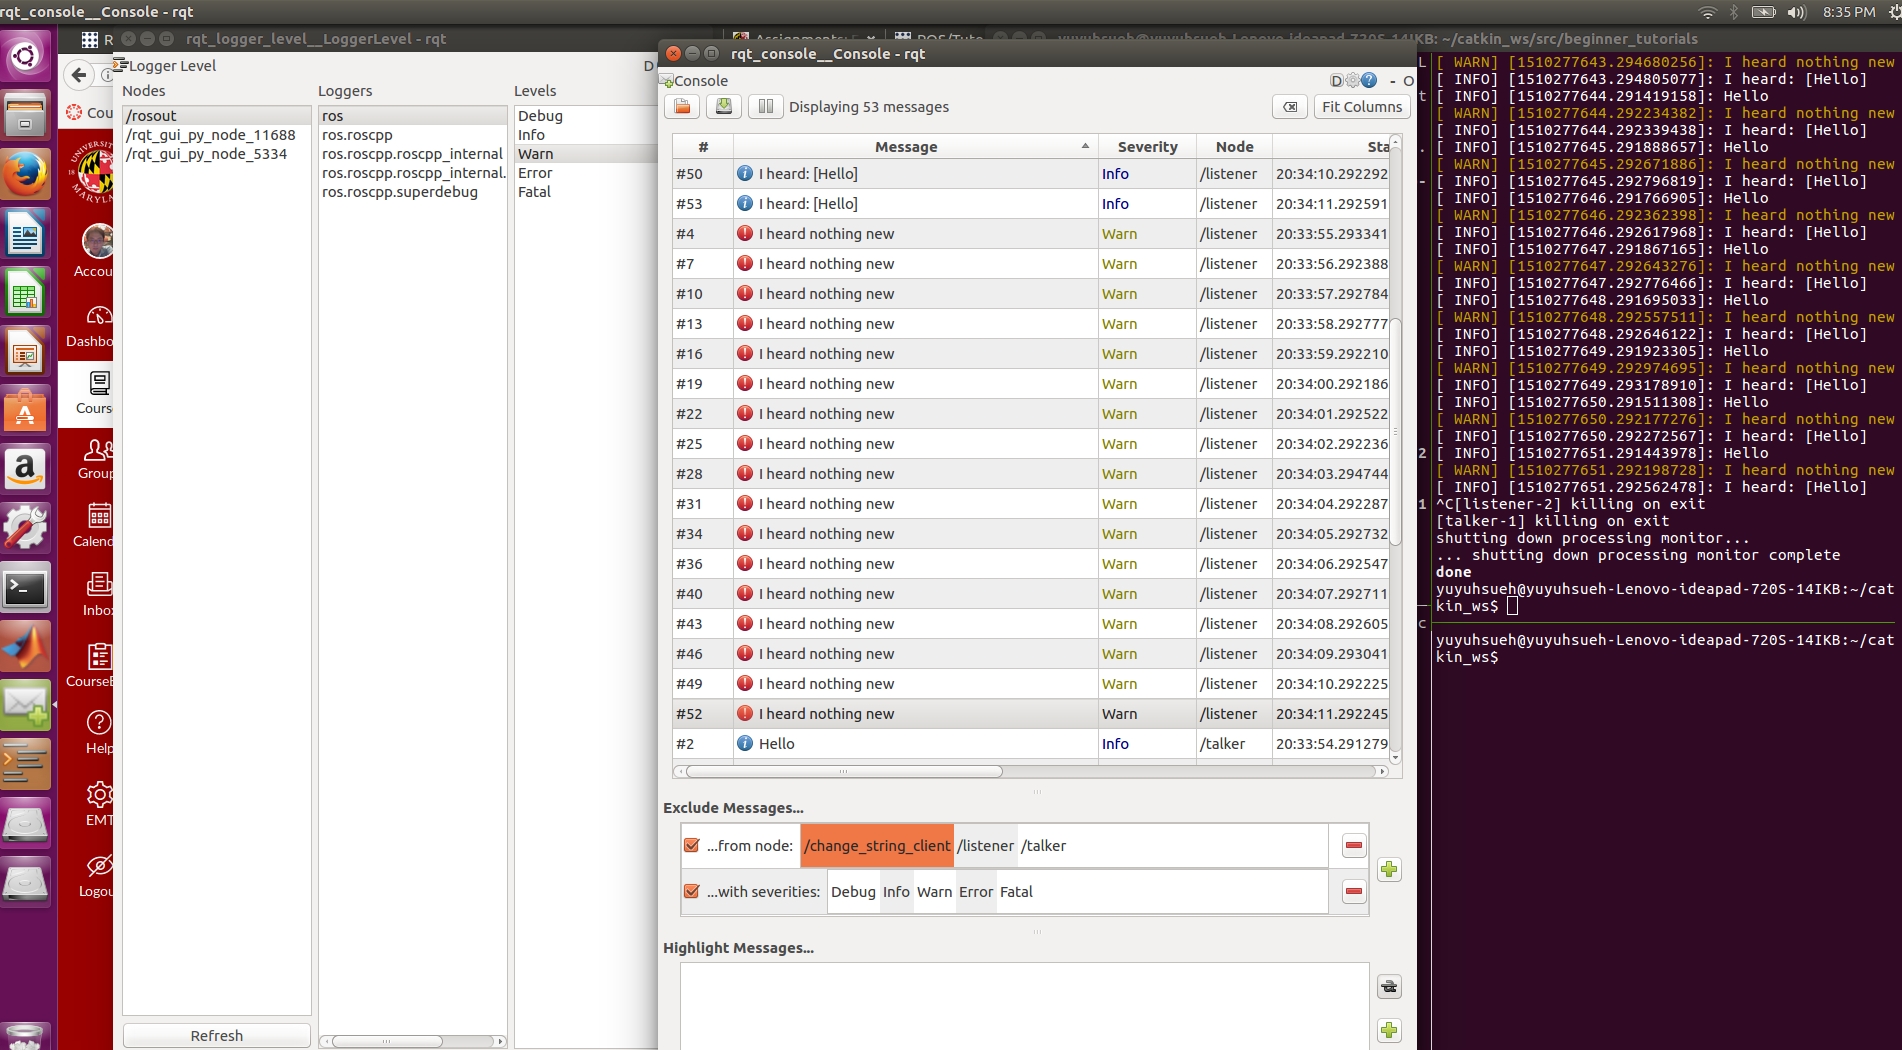 rqt_console__Console - rqt
8:35 PM
rqt_logger_level__LoggerLevel - rqt
Logger Level
D
Nodes
/rosout
/rqt_gui_py_node_11688
/rqt_gui_py_node_5334
Refresh
Loggers
ros
ros.roscpp
ros.roscpp.roscpp_internal
ros.roscpp.roscpp_internal.
ros.roscpp.superdebug
Levels
Debug
Info
Warn
Error
Fatal
Cou
UNIVERSIT
18
MARYL
Accou
Dashbo
Cours
Group
Calend
Inbo
CourseE
Help
EMT
Logou
rqt_console__Console - rqt
Console
D - O
Displaying 53 messages
Fit Columns
# Message Severity Node Sta
#50 I heard: [Hello] Info /listener 20:34:10.292292
#53 I heard: [Hello] Info /listener 20:34:11.292591
#4 I heard nothing new Warn /listener 20:33:55.293341
#7 I heard nothing new Warn /listener 20:33:56.292388
#10 I heard nothing new Warn /listener 20:33:57.292784
#13 I heard nothing new Warn /listener 20:33:58.292777
#16 I heard nothing new Warn /listener 20:33:59.292210
#19 I heard nothing new Warn /listener 20:34:00.292186
#22 I heard nothing new Warn /listener 20:34:01.292522
#25 I heard nothing new Warn /listener 20:34:02.292236
#28 I heard nothing new Warn /listener 20:34:03.294744
#31 I heard nothing new Warn /listener 20:34:04.292287
#34 I heard nothing new Warn /listener 20:34:05.292732
#36 I heard nothing new Warn /listener 20:34:06.292547
#40 I heard nothing new Warn /listener 20:34:07.292711
#43 I heard nothing new Warn /listener 20:34:08.292605
#46 I heard nothing new Warn /listener 20:34:09.293041
#49 I heard nothing new Warn /listener 20:34:10.292225
#52 I heard nothing new Warn /listener 20:34:11.292245
#2 Hello Info /talker 20:33:54.291279
Exclude Messages...
...from node: /change_string_client /listener /talker
...with severities: Debug Info Warn Error Fatal
Highlight Messages...
yuyuhsueh@yuyuhsueh-Lenovo-ideapad-720S-14IKB: ~/catkin_ws/src/beginner_tutorials
[ WARN] [1510277643.294680256]: I heard nothing new
[ INFO] [1510277643.294805077]: I heard: [Hello]
[ INFO] [1510277644.291419158]: Hello
[ WARN] [1510277644.292234382]: I heard nothing new
[ INFO] [1510277644.292339438]: I heard: [Hello]
[ INFO] [1510277645.291888657]: Hello
[ WARN] [1510277645.292671886]: I heard nothing new
[ INFO] [1510277645.292796819]: I heard: [Hello]
[ INFO] [1510277646.291766905]: Hello
[ WARN] [1510277646.292362398]: I heard nothing new
[ INFO] [1510277646.292617968]: I heard: [Hello]
[ INFO] [1510277647.291867165]: Hello
[ WARN] [1510277647.292643276]: I heard nothing new
[ INFO] [1510277647.292776466]: I heard: [Hello]
[ INFO] [1510277648.291695033]: Hello
[ WARN] [1510277648.292557511]: I heard nothing new
[ INFO] [1510277648.292646122]: I heard: [Hello]
[ INFO] [1510277649.291923305]: Hello
[ WARN] [1510277649.292974695]: I heard nothing new
[ INFO] [1510277649.293178910]: I heard: [Hello]
[ INFO] [1510277650.291511308]: Hello
[ WARN] [1510277650.292177276]: I heard nothing new
[ INFO] [1510277650.292272567]: I heard: [Hello]
[ INFO] [1510277651.291443978]: Hello
[ WARN] [1510277651.292198728]: I heard nothing new
[ INFO] [1510277651.292562478]: I heard: [Hello]
^C[listener-2] killing on exit
[talker-1] killing on exit
shutting down processing monitor...
... shutting down processing monitor complete
done
yuyuhsueh@yuyuhsueh-Lenovo-ideapad-720S-14IKB:~/cat
kin_ws$
yuyuhsueh@yuyuhsueh-Lenovo-ideapad-720S-14IKB:~/cat
kin_ws$